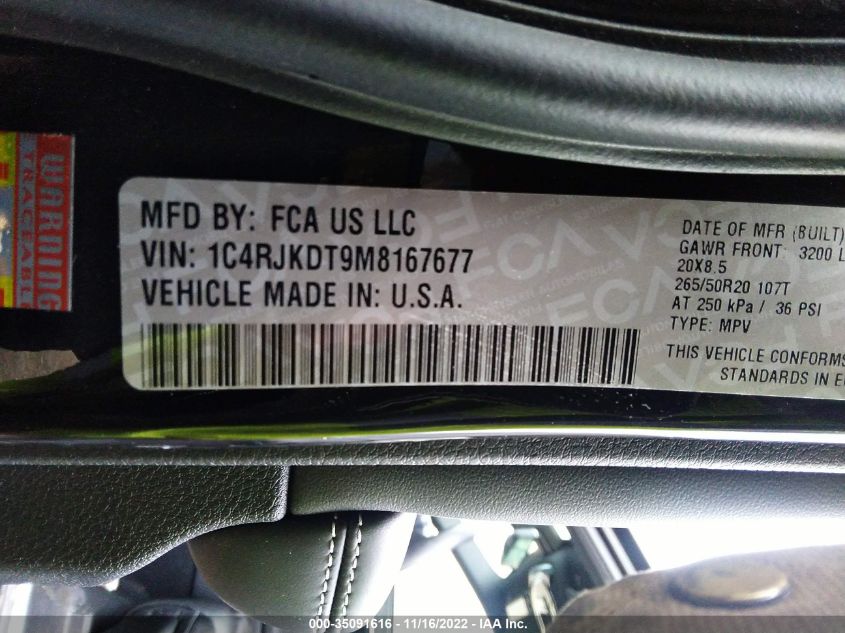 WARNING
TRACEABLE
MFD BY: FCA US LLC
VIN: 1C4RJKDT9M8167677
VEHICLE MADE IN: U.S.A.
DATE OF MFR (BUILT)
GAWR FRONT: 3200 L
20X8.5
265/50R20 107T
AT 250 kPa / 36 PSI
TYPE: MPV
THIS VEHICLE CONFORMS
STANDARDS IN
000-35091616 - 11/16/2022 - IAA Inc.